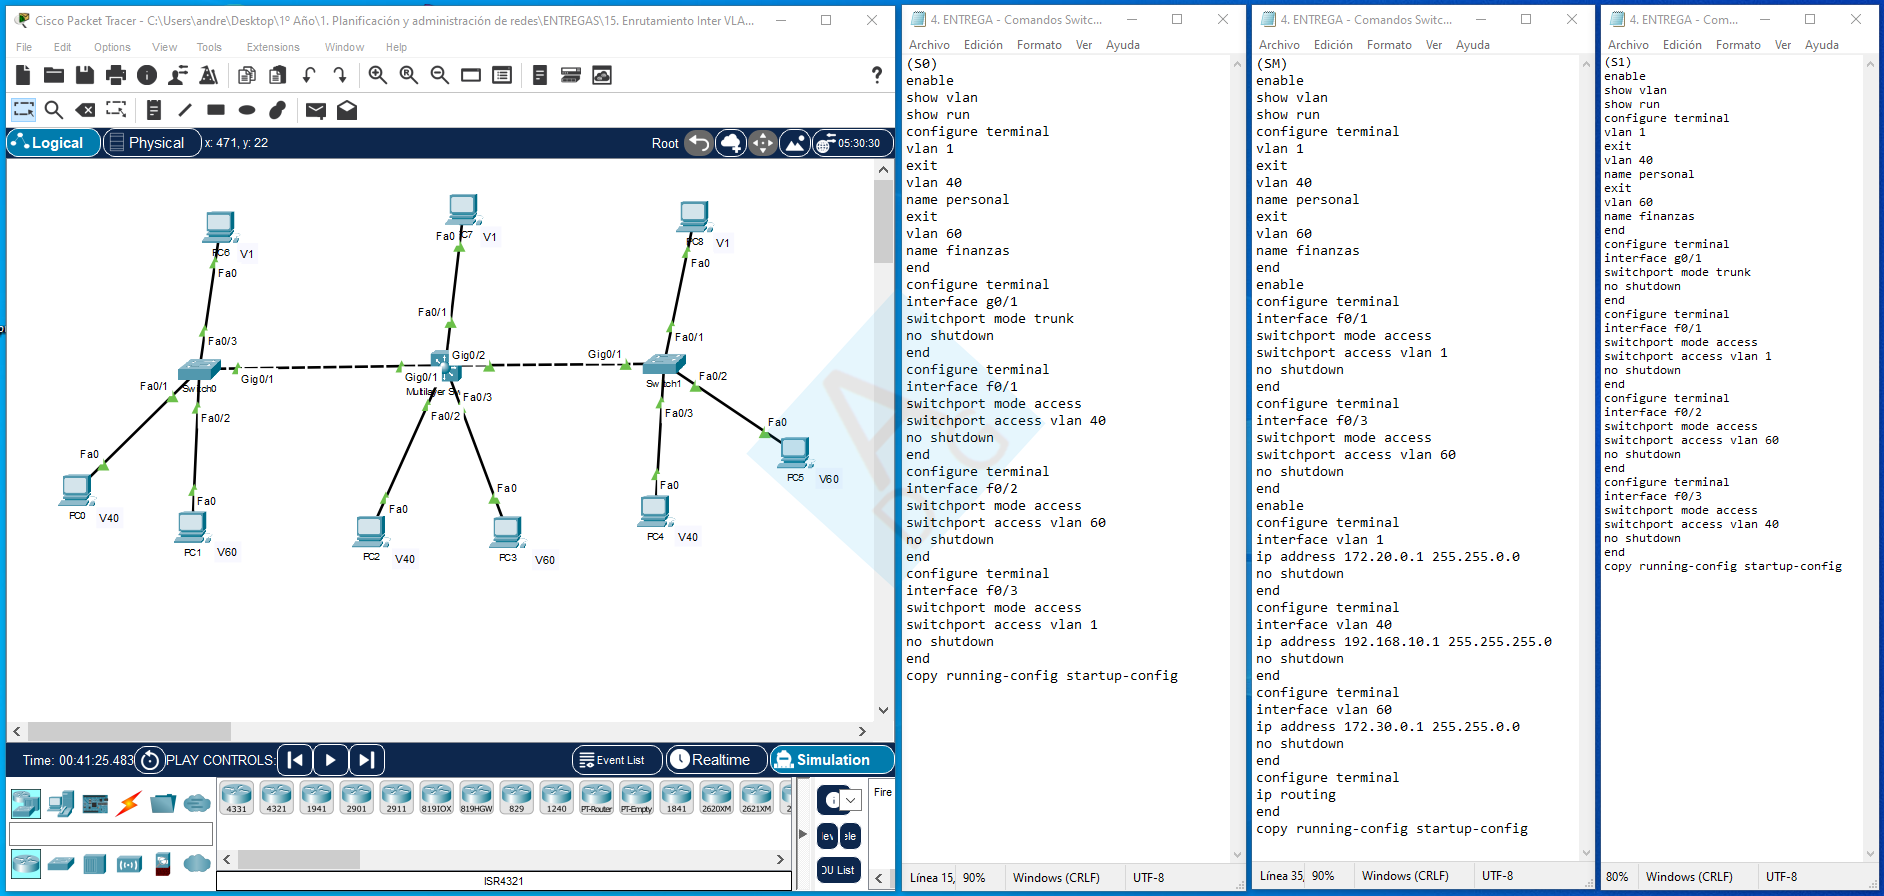 Cisco Packet Tracer - C:\Users\andre\Desktop\1º Año\1. Planificación y administración de redes\ENTREGAS\15. Enrutamiento Inter VLA...
File Edit Options View Tools Extensions Window Help
Logical
Physical
x: 471, y: 22
Root
05:30:30
PC6 V1
Fa0
Fa0/3
Fa0/1
Switch0
Gig0/1
Fa0/2
Fa0
PC0 V40
Fa0
PC1 V60
Fa0
PC7 V1
Fa0/1
Gig0/2
Gig0/1
Fa0/3
Fa0/2
Fa0
PC2 V40
Fa0
PC3 V60
PC8 V1
Fa0
Fa0/1
Gig0/1
Switch1
Fa0/2
Fa0/3
Fa0
PC5 V60
Fa0
PC4 V40
Time: 00:41:25.483
PLAY CONTROLS:
Event List
Realtime
Simulation
4331 4321 1941 2901 2911 819IOX 819HGW 829 1240 PT-Router PT-Empty 1841 2620XM 2621XM
Fire
DU List
ISR4321
4. ENTREGA - Comandos Switc...
Archivo Edición Formato Ver Ayuda
(S0)
enable
show vlan
show run
configure terminal
vlan 1
exit
vlan 40
name personal
exit
vlan 60
name finanzas
end
configure terminal
interface g0/1
switchport mode trunk
no shutdown
end
configure terminal
interface f0/1
switchport mode access
switchport access vlan 40
no shutdown
end
configure terminal
interface f0/2
switchport mode access
switchport access vlan 60
no shutdown
end
configure terminal
interface f0/3
switchport mode access
switchport access vlan 1
no shutdown
end
copy running-config startup-config
Línea 15, 90% Windows (CRLF) UTF-8
4. ENTREGA - Comandos Switc...
Archivo Edición Formato Ver Ayuda
(SM)
enable
show vlan
show run
configure terminal
vlan 1
exit
vlan 40
name personal
exit
vlan 60
name finanzas
end
enable
configure terminal
interface f0/1
switchport mode access
switchport access vlan 1
no shutdown
end
configure terminal
interface f0/3
switchport mode access
switchport access vlan 60
no shutdown
end
enable
configure terminal
interface vlan 1
ip address 172.20.0.1 255.255.0.0
no shutdown
end
configure terminal
interface vlan 40
ip address 192.168.10.1 255.255.255.0
no shutdown
end
configure terminal
interface vlan 60
ip address 172.30.0.1 255.255.0.0
no shutdown
end
configure terminal
ip routing
end
copy running-config startup-config
Línea 35, 90% Windows (CRLF) UTF-8
4. ENTREGA - Com...
Archivo Edición Formato Ver Ayuda
(S1)
enable
show vlan
show run
configure terminal
vlan 1
exit
vlan 40
name personal
exit
vlan 60
name finanzas
end
configure terminal
interface g0/1
switchport mode trunk
no shutdown
end
configure terminal
interface f0/1
switchport mode access
switchport access vlan 1
no shutdown
end
configure terminal
interface f0/2
switchport mode access
switchport access vlan 60
no shutdown
end
configure terminal
interface f0/3
switchport mode access
switchport access vlan 40
no shutdown
end
copy running-config startup-config
80% Windows (CRLF) UTF-8